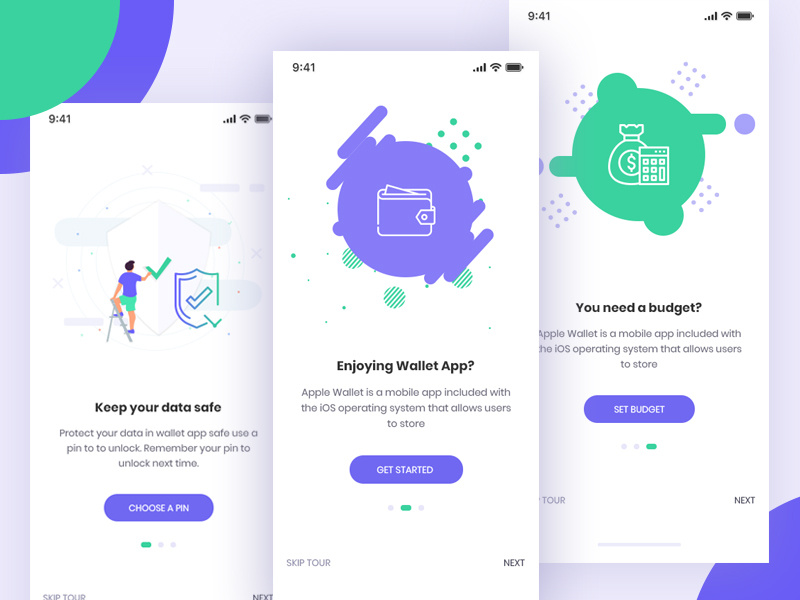 9:41
Keep your data safe
Protect your data in wallet app safe use a
pin to to unlock. Remember your pin to
unlock next time.
CHOOSE A PIN
SKIP TOUR
NEXT
9:41
Enjoying Wallet App?
Apple Wallet is a mobile app included with
the iOS operating system that allows users
to store
GET STARTED
SKIP TOUR
NEXT
9:41
$
You need a budget?
Apple Wallet is a mobile app included with
the iOS operating system that allows users
to store
SET BUDGET
TOUR
NEXT